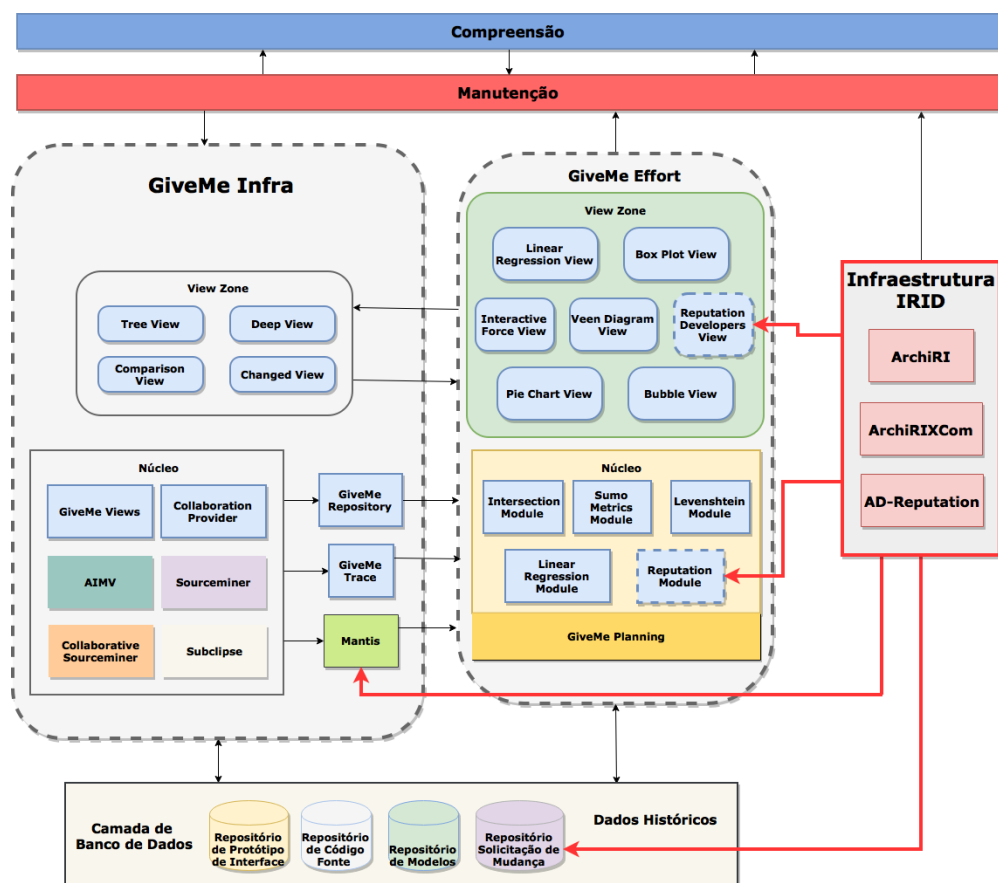 Compreensão
Manutenção
GiveMe Infra
View Zone
Tree View
Deep View
Comparison
View
Changed View
Núcleo
GiveMe Views
Collaboration
Provider
AIMV
Sourceminer
Collaborative
Sourceminer
Subclipse
GiveMe
Repository
GiveMe
Trace
Mantis
GiveMe Effort
View Zone
Linear
Regression View
Box Plot View
Interactive
Force View
Veen Diagram
View
Reputation
Developers
View
Pie Chart View
Bubble View
Núcleo
Intersection
Module
Sumo
Metrics
Module
Levenshtein
Module
Linear
Regression
Module
Reputation
Module
GiveMe Planning
Infraestrutura
IRID
ArchiRI
ArchiRIXCom
AD-Reputation
Camada de
Banco de Dados
Repositório
de Protótipo
de Interface
Repositório
de Código
Fonte
Repositório
de Modelos
Repositório
Solicitação de
Mudança
Dados Históricos